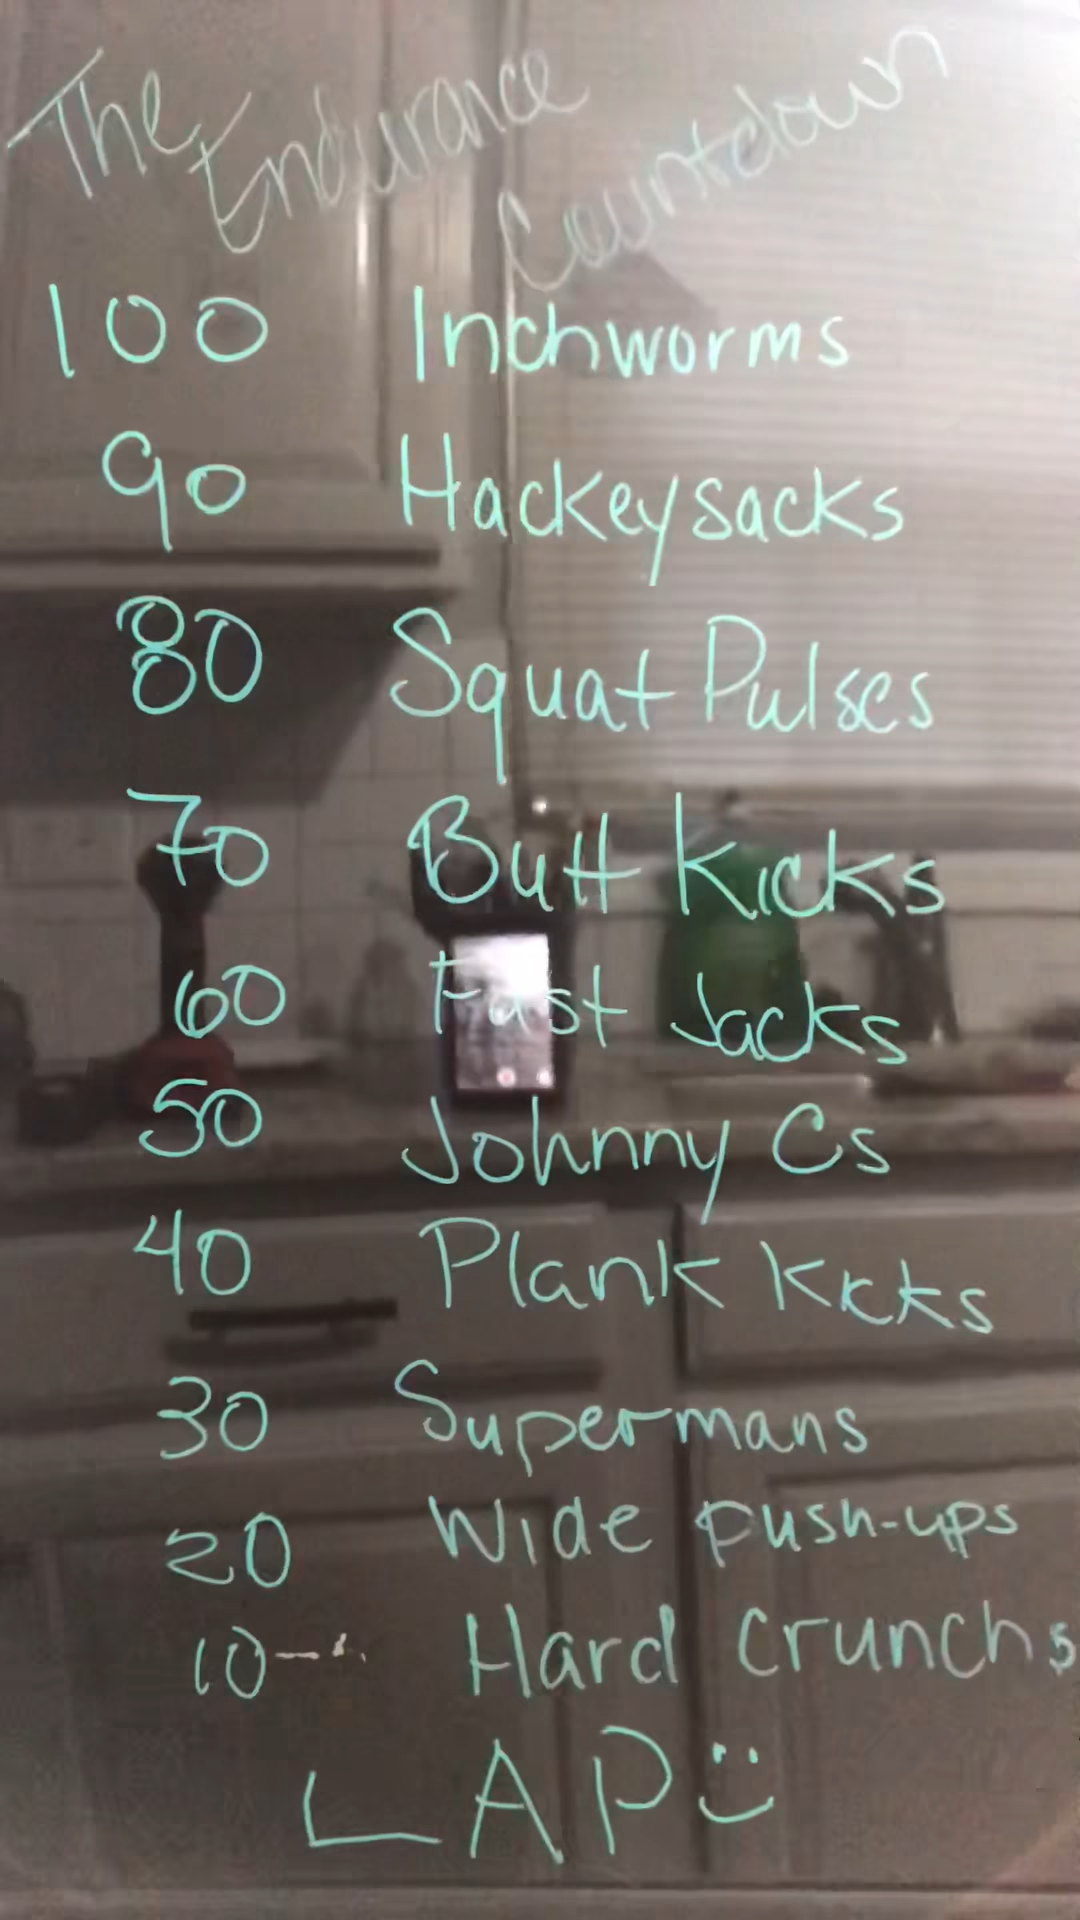 The Endurance
Countdown
100 Inchworms
90 Hackeysacks
80 Squat Pulses
70 Butt Kicks
60 Fast Jacks
50 Johnny Cs
40 Plank Kicks
30 Supermans
20 Wide push-ups
10 - Hard crunchs
LAP :)